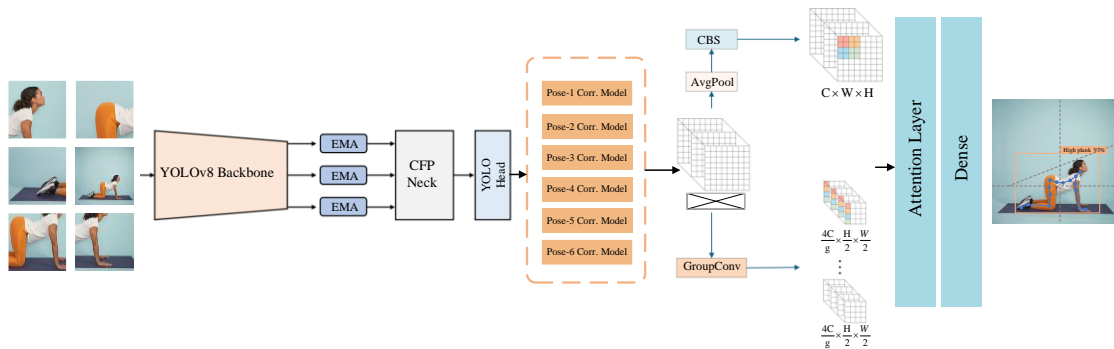 YOLOv8 Backbone
EMA
EMA
EMA
CFP
Neck
YOLO
Head
Pose-1 Corr. Model
Pose-2 Corr. Model
Pose-3 Corr. Model
Pose-4 Corr. Model
Pose-5 Corr. Model
Pose-6 Corr. Model
CBS
AvgPool
GroupConv
C×W×H
4C/g × H/2 × W/2
⋮
4C/g × H/2 × W/2
Attention Layer
Dense
High plank 93%